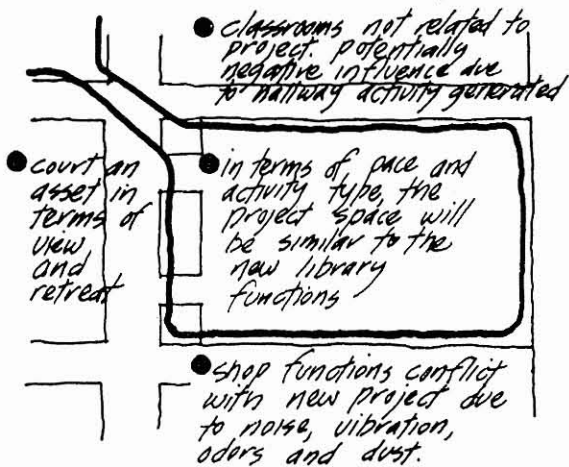 ● classrooms not related to
project. potentially
negative influence due
to hallway activity generated
● court an
asset in
terms of
view
and
retreat
● in terms of pace and
activity type, the
project space will
be similar to the
new library
functions
● shop functions conflict
with new project due
to noise, vibration,
odors and dust.